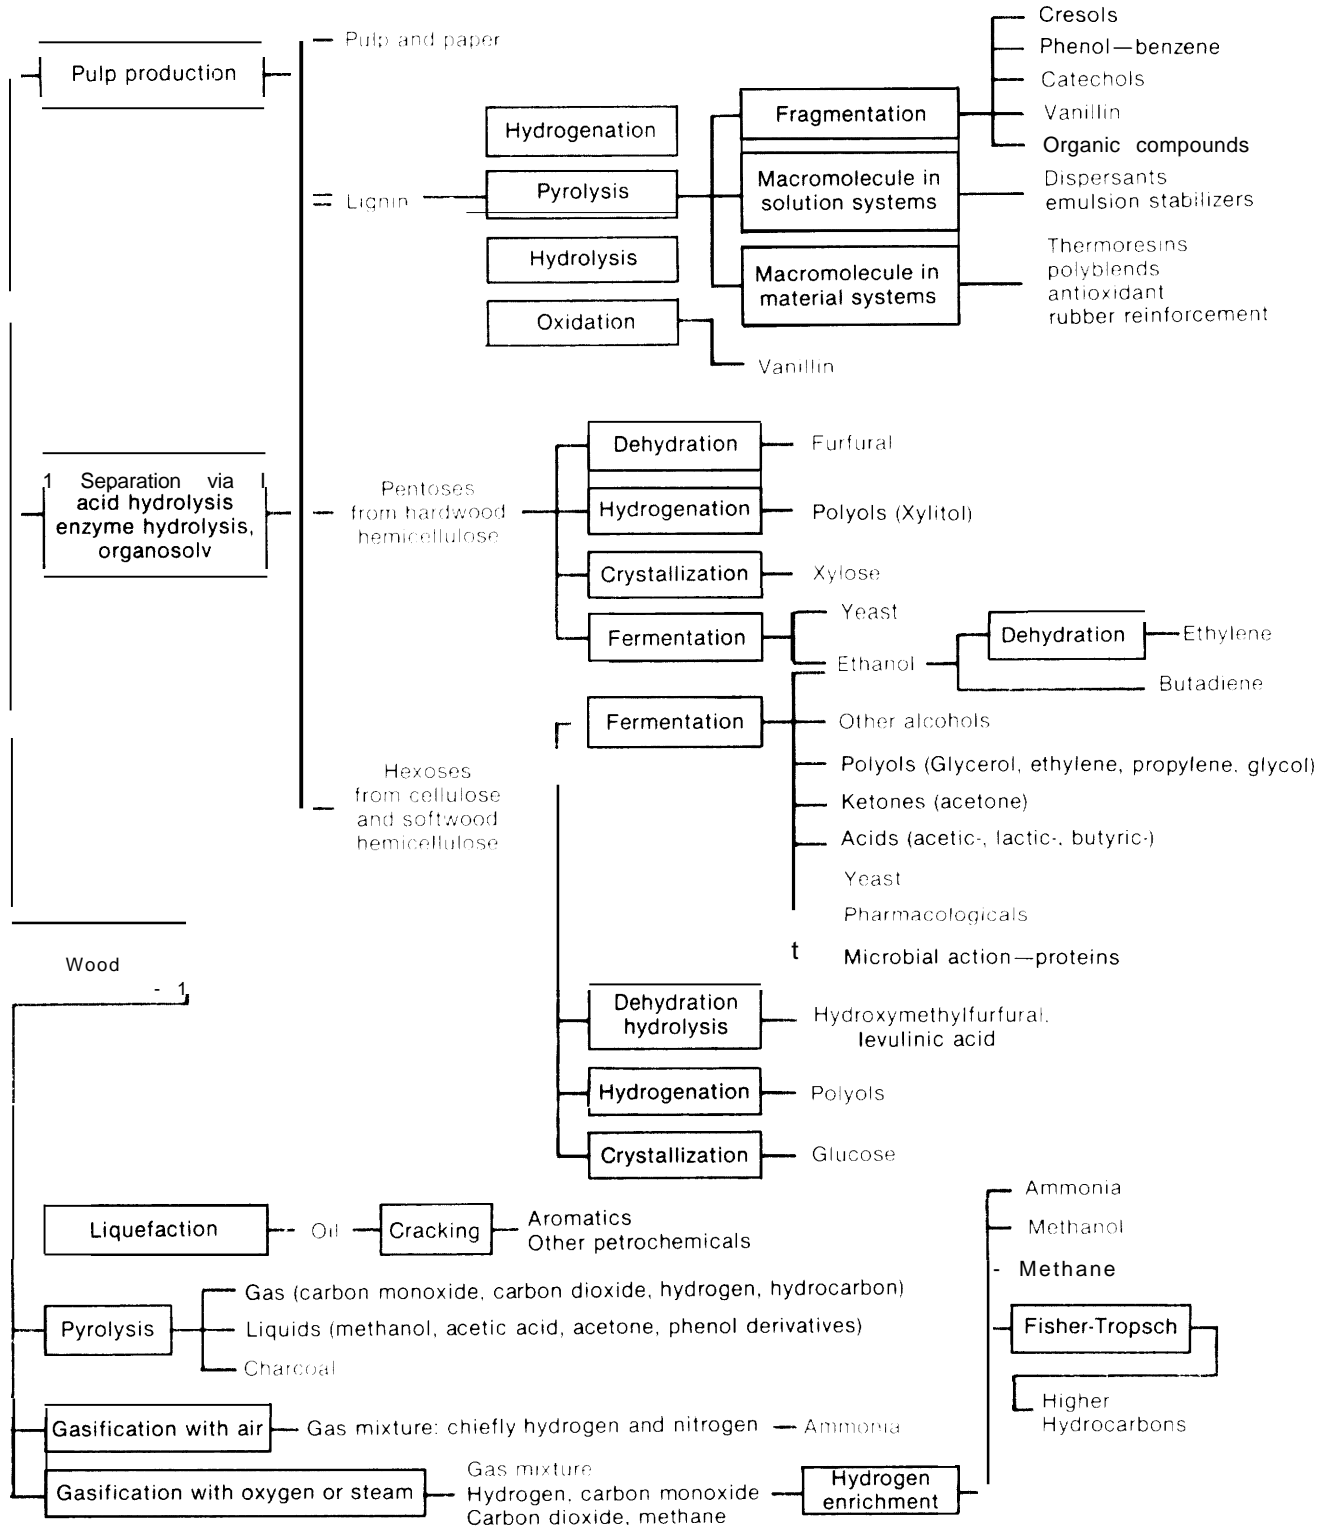 Pulp production
Pulp and paper
Lignin
Hydrogenation
Pyrolysis
Hydrolysis
Oxidation
Vanillin
Fragmentation
Macromolecule in
solution systems
Macromolecule in
material systems
Cresols
Phenol—benzene
Catechols
Vanillin
Organic compounds
Dispersants
emulsion stabilizers
Thermoresins
polyblends
antioxidant
rubber reinforcement
1 Separation via I
acid hydrolysis
enzyme hydrolysis,
organosolv
Pentoses
from hardwood
hemicellulose
Dehydration
Furfural
Hydrogenation
Polyols (Xylitol)
Crystallization
Xylose
Fermentation
Yeast
Ethanol
Dehydration
Ethylene
Butadiene
Hexoses
from cellulose
and softwood
hemicellulose
Fermentation
Other alcohols
Polyols (Glycerol, ethylene, propylene, glycol)
Ketones (acetone)
Acids (acetic-, lactic-, butyric-)
Yeast
Pharmacologicals
t Microbial action—proteins
Dehydration
hydrolysis
Hydroxymethylfurfural,
levulinic acid
Hydrogenation
Polyols
Crystallization
Glucose
Wood
- 1
Liquefaction
Oil
Cracking
Aromatics
Other petrochemicals
Pyrolysis
Gas (carbon monoxide, carbon dioxide, hydrogen, hydrocarbon)
Liquids (methanol, acetic acid, acetone, phenol derivatives)
Charcoal
Gasification with air
Gas mixture: chiefly hydrogen and nitrogen
Ammonia
Gasification with oxygen or steam
Gas mixture
Hydrogen, carbon monoxide
Carbon dioxide, methane
Hydrogen
enrichment
Ammonia
Methanol
- Methane
Fisher-Tropsch
Higher
Hydrocarbons